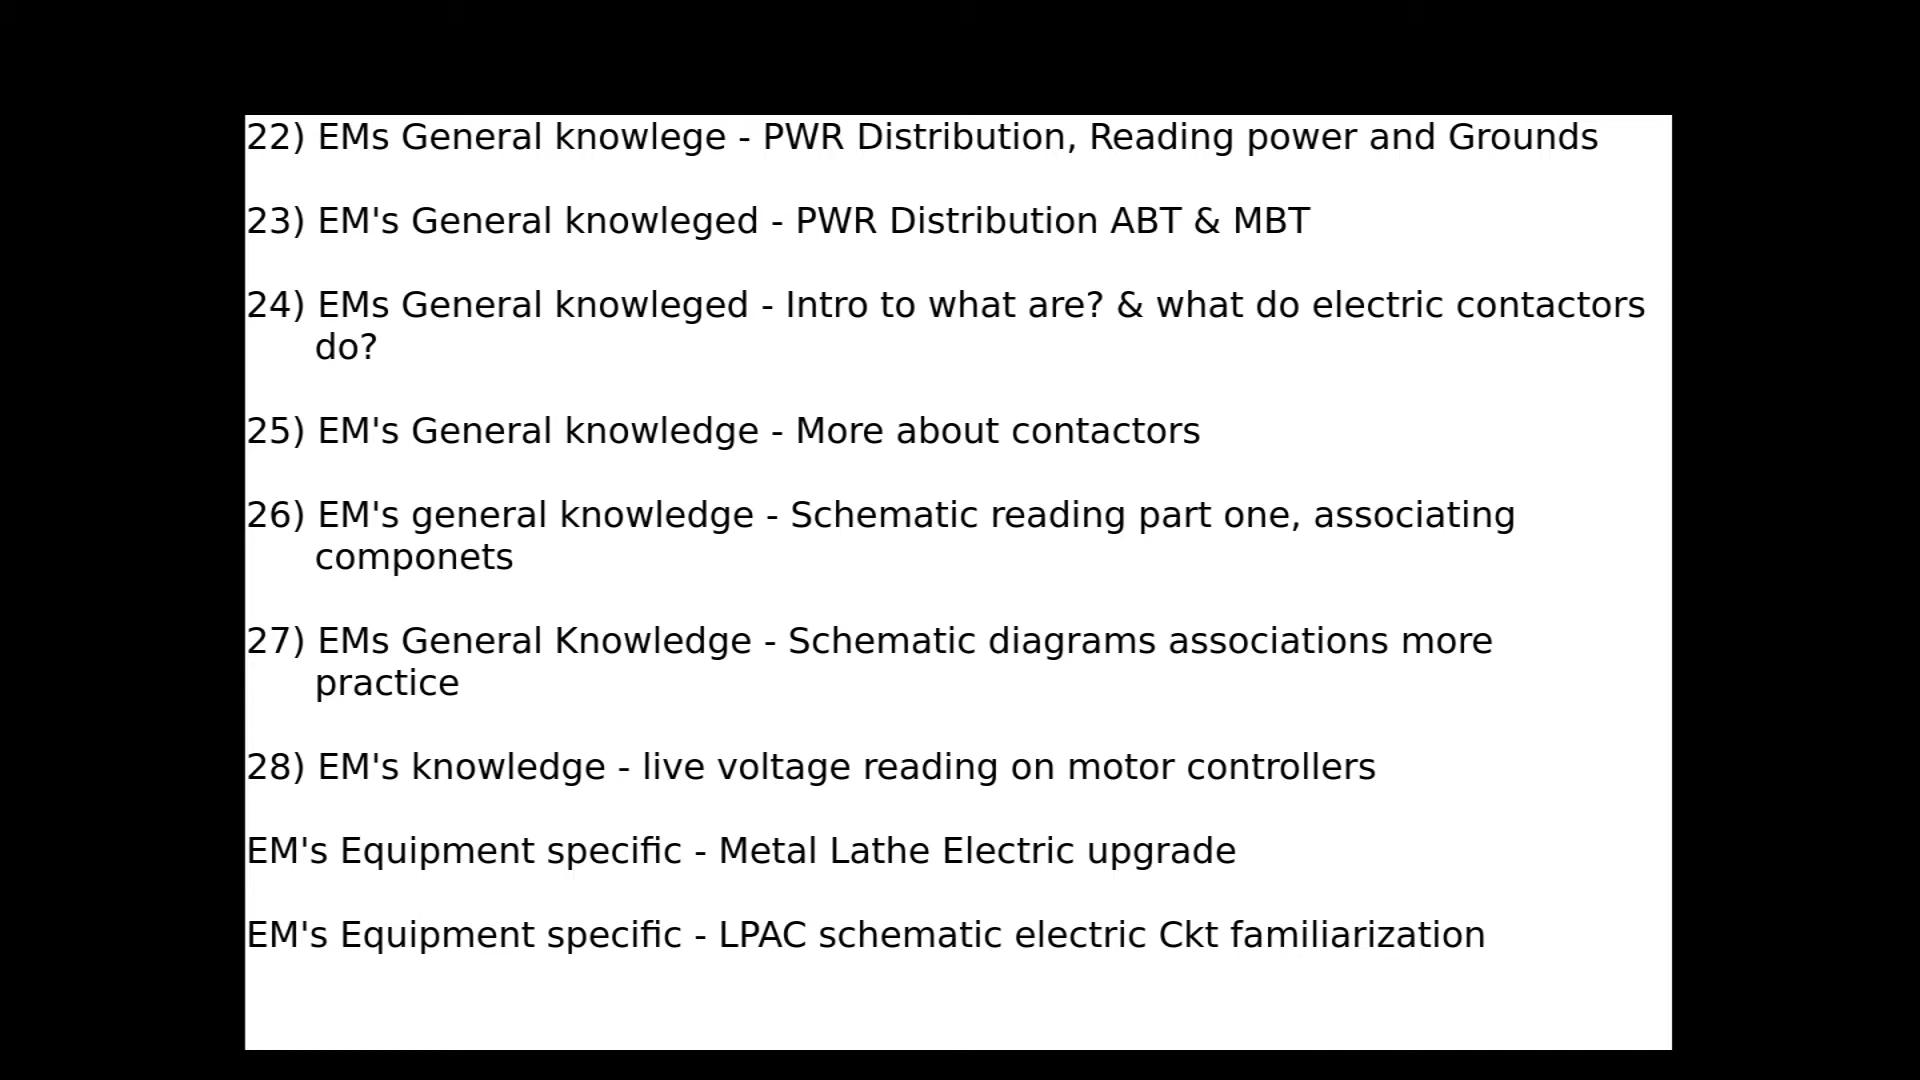 22) EMs General knowlege - PWR Distribution, Reading power and Grounds
23) EM's General knowleged - PWR Distribution ABT & MBT
24) EMs General knowleged - Intro to what are? & what do electric contactors
do?
25) EM's General knowledge - More about contactors
26) EM's general knowledge - Schematic reading part one, associating
componets
27) EMs General Knowledge - Schematic diagrams associations more
practice
28) EM's knowledge - live voltage reading on motor controllers
EM's Equipment specific - Metal Lathe Electric upgrade
EM's Equipment specific - LPAC schematic electric Ckt familiarization